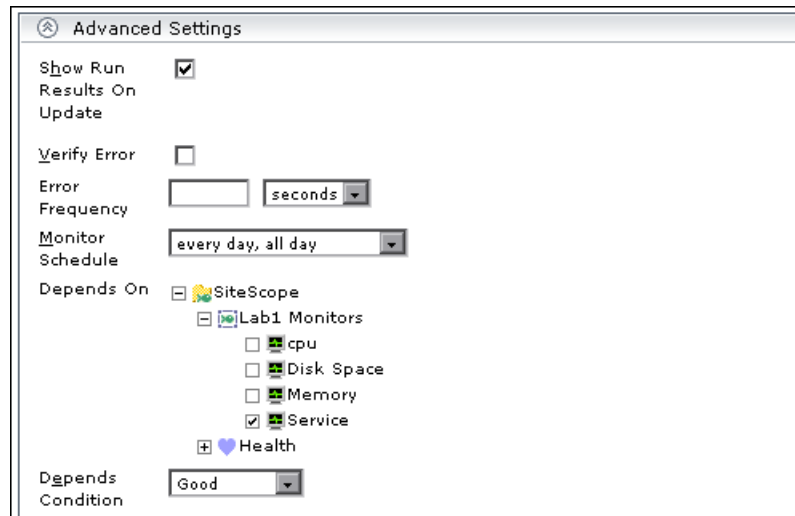 Advanced Settings
Show Run
Results On
Update
Verify Error
Error
Frequency
seconds
Monitor
Schedule
every day, all day
Depends On
SiteScope
Lab1 Monitors
cpu
Disk Space
Memory
Service
Health
Depends
Condition
Good